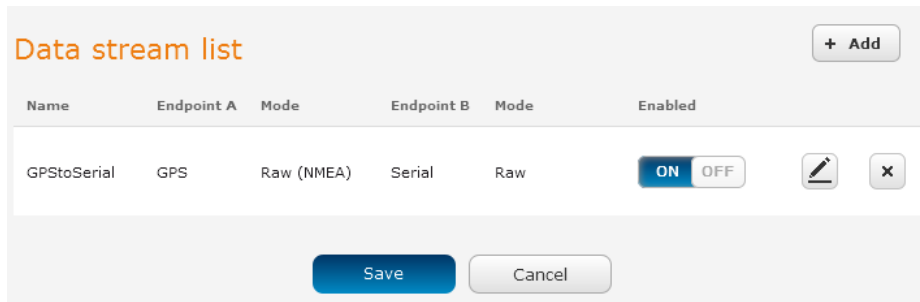 Data stream list
+ Add
Name Endpoint A Mode Endpoint B Mode Enabled
GPStoSerial GPS Raw (NMEA) Serial Raw ON OFF
Save Cancel